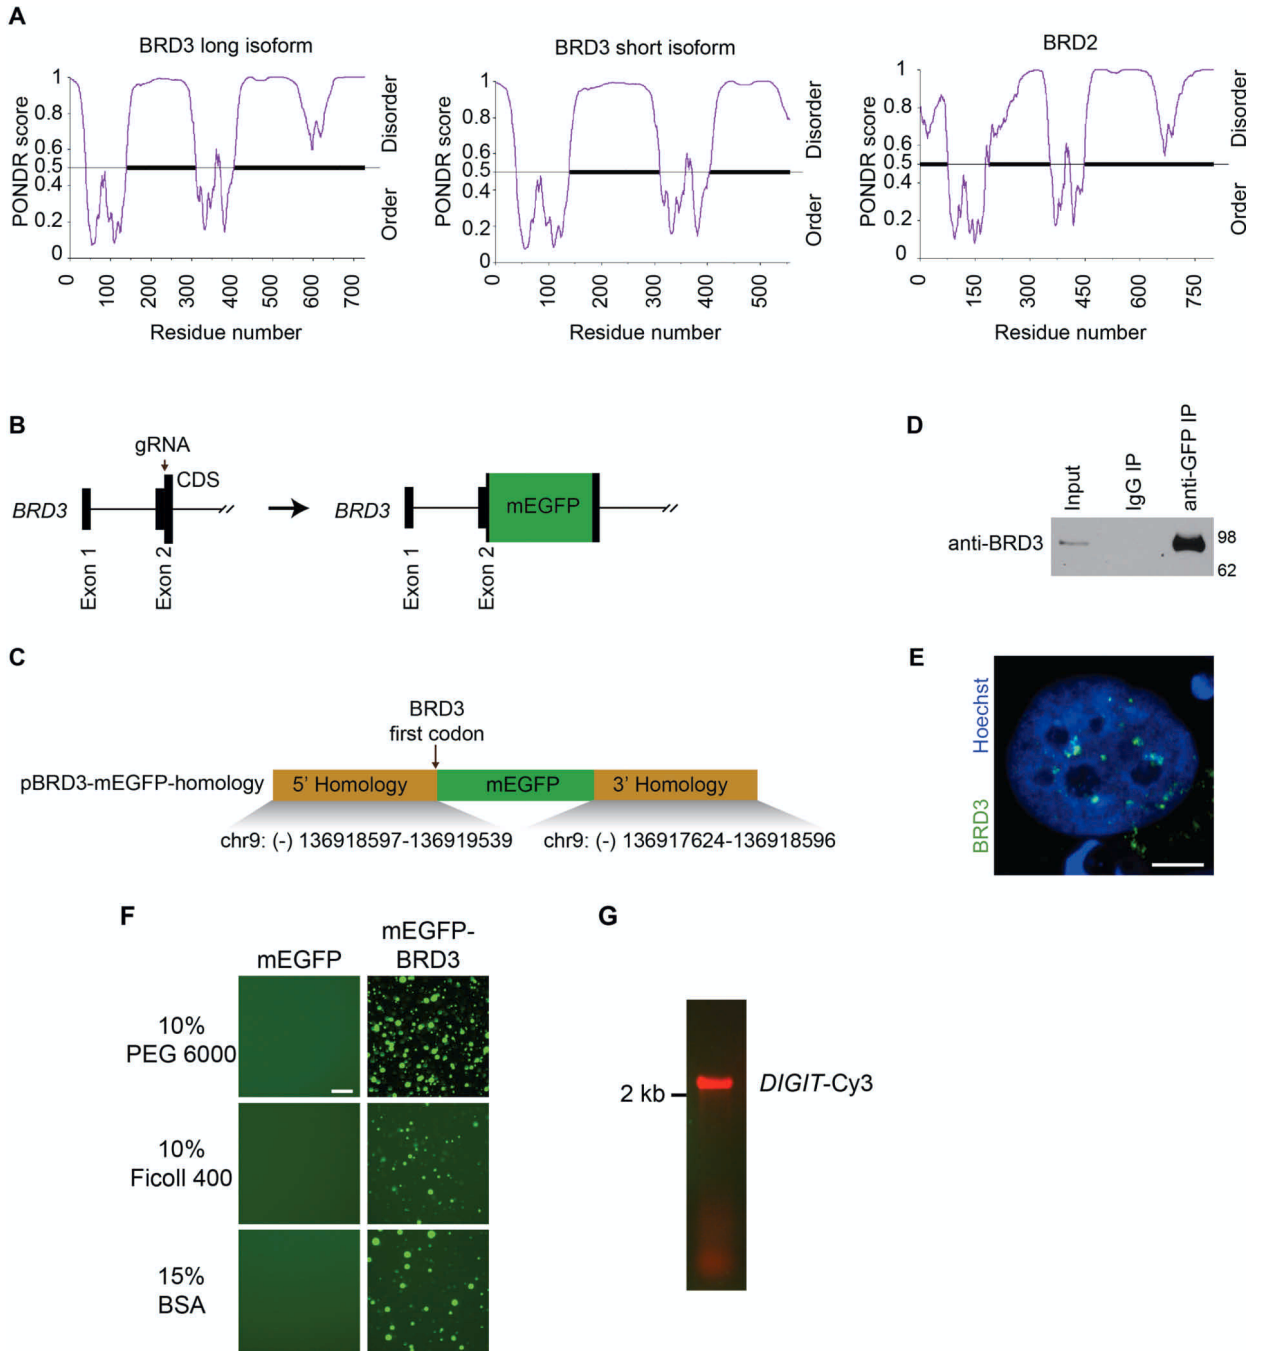 A
BRD3 long isoform
PONDR score
1
0.8
0.6
0.5
0.4
0.2
0
Disorder
Order
0
100
200
300
400
500
600
700
Residue number
BRD3 short isoform
PONDR score
1
0.8
0.6
0.5
0.4
0.2
0
Disorder
Order
0
100
200
300
400
500
Residue number
BRD2
PONDR score
1
0.8
0.6
0.5
0.4
0.2
0
Disorder
Order
0
150
300
450
600
750
Residue number
B
gRNA
CDS
BRD3
Exon 1
Exon 2
BRD3
mEGFP
Exon 1
Exon 2
C
BRD3
first codon
pBRD3-mEGFP-homology
5’ Homology
mEGFP
3’ Homology
chr9: (-) 136918597-136919539
chr9: (-) 136917624-136918596
D
Input
IgG IP
anti-GFP IP
anti-BRD3
98
62
E
BRD3
Hoechst
F
mEGFP
mEGFP-
BRD3
10%
PEG 6000
10%
Ficoll 400
15%
BSA
G
2 kb
DIGIT-Cy3